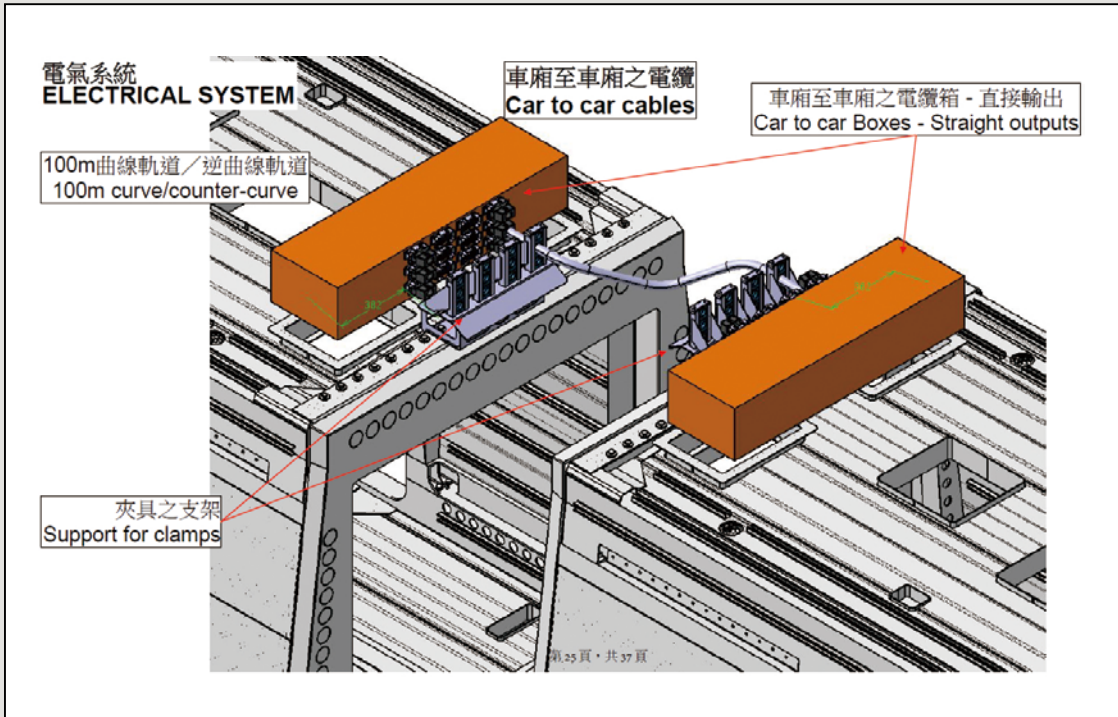 電氣系統
ELECTRICAL SYSTEM
車廂至車廂之電纜
Car to car cables
車廂至車廂之電纜箱 - 直接輸出
Car to car Boxes - Straight outputs
100m曲線軌道／逆曲線軌道
100m curve/counter-curve
382
夾具之支架
Support for clamps
第25頁，共37頁